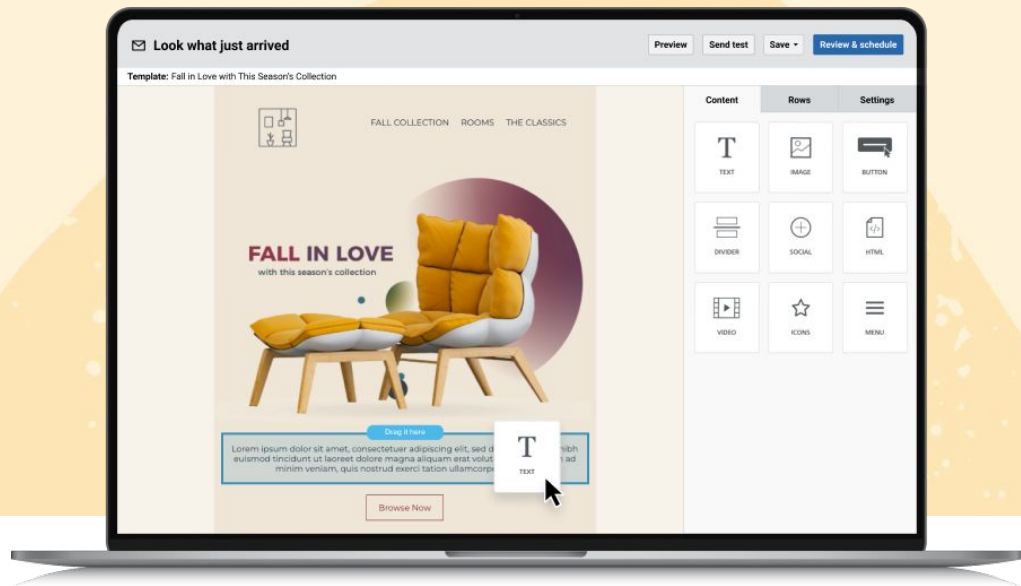 Look what just arrived
Preview
Send test
Save
Review & schedule
Template: Fall in Love with This Season's Collection
Content
Rows
Settings
FALL COLLECTION ROOMS THE CLASSICS
T
TEXT
IMAGE
BUTTON
DIVIDER
SOCIAL
</>
HTML
VIDEO
ICONS
MENU
FALL IN LOVE
with this season's collection
Drag it here
Lorem ipsum dolor sit amet, consectetuer adipiscing elit, sed
euismod tincidunt ut laoreet dolore magna aliquam erat ad
minim veniam, quis nostrud exerci tation
T
TEXT
Browse Now